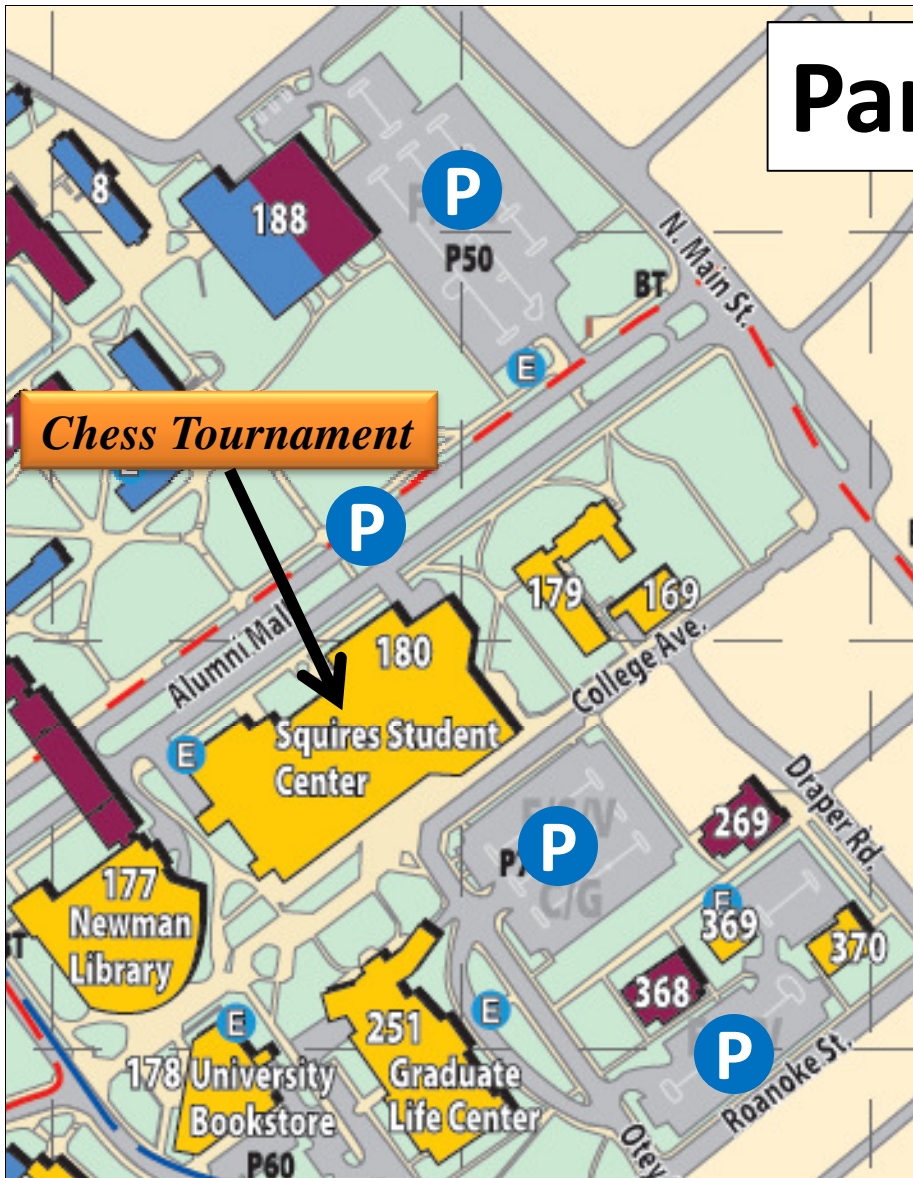 Par
8
188
P
P50
N. Main St.
BT
E
Chess Tournament
P
179
169
Alumni Mall
180
College Ave.
Squires Student
Center
E
Draper Rd.
269
P
C/G
177
Newman
Library
E
369
370
368
E
251
E
P
178 University
Bookstore
Graduate
Life Center
Roanoke St.
Otey
P60